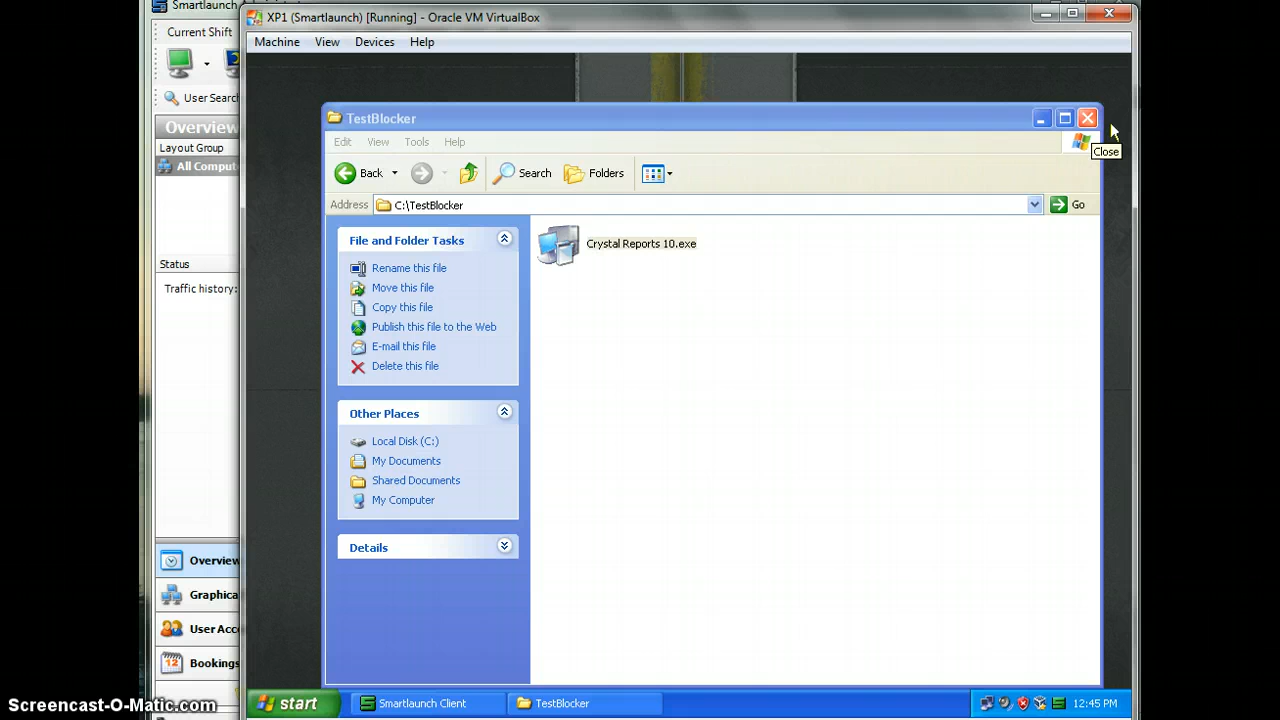 Smartlaunch
XP1 (Smartlaunch) [Running] - Oracle VM VirtualBox
Current Shift
Machine View Devices Help
User Searc
Overview
Layout Group
All Comput
Status
Traffic history:
Overview
Graphica
User Acc
Bookings
TestBlocker
Edit View Tools Help
Close
Back Search Folders
Address C:\TestBlocker Go
File and Folder Tasks
Rename this file
Move this file
Copy this file
Publish this file to the Web
E-mail this file
Delete this file
Other Places
Local Disk (C:)
My Documents
Shared Documents
My Computer
Details
Crystal Reports 10.exe
12
start Smartlaunch Client TestBlocker 12:45 PM
Screencast-O-Matic.com